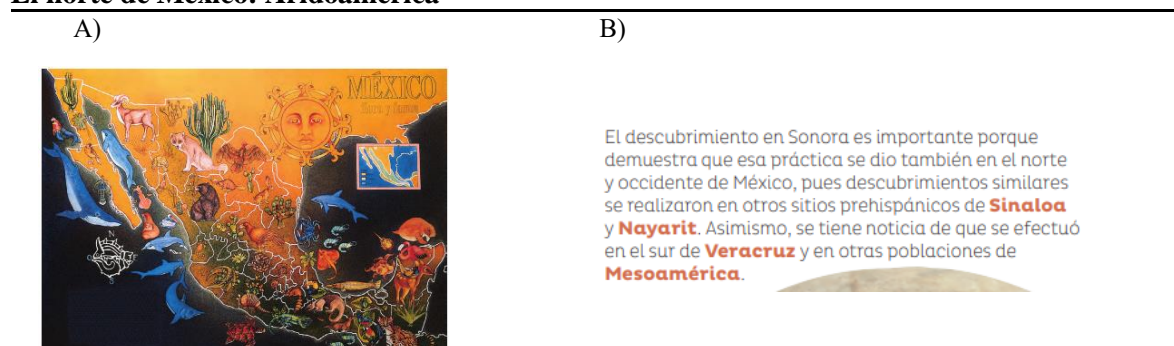 El norte de México: Aridoamérica
A)
B)
MÉXICO
flora y fauna
El descubrimiento en Sonora es importante porque
demuestra que esa práctica se dio también en el norte
y occidente de México, pues descubrimientos similares
se realizaron en otros sitios prehispánicos de Sinaloa
y Nayarit. Asimismo, se tiene noticia de que se efectuó
en el sur de Veracruz y en otras poblaciones de
Mesoamérica.